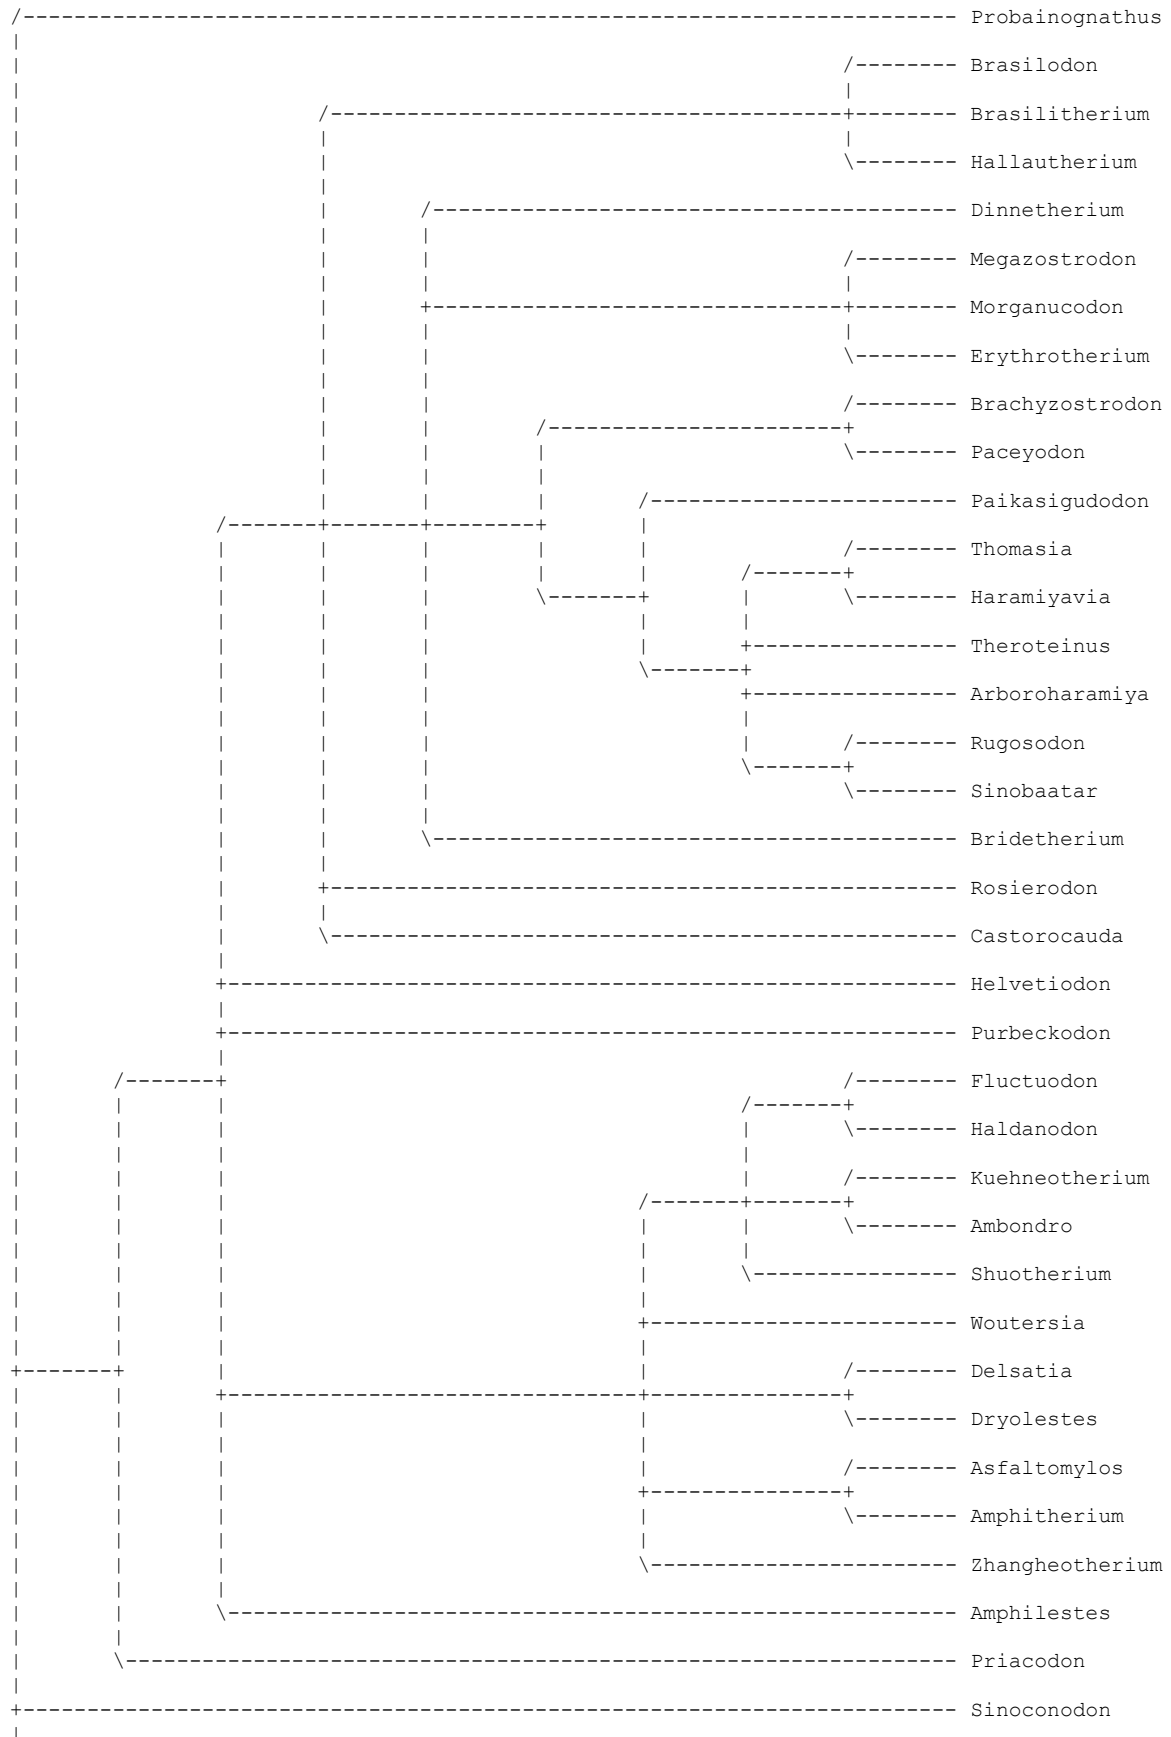 Probainognathus
Brasilodon
Brasilitherium
Hallautherium
Dinnetherium
Megazostrodon
Morganucodon
Erythrotherium
Brachyzostrodon
Paceyodon
Paikasigudodon
Thomasia
Haramiyavia
Theroteinus
Arboroharamiya
Rugosodon
Sinobaatar
Bridetherium
Rosierodon
Castorocauda
Helvetiodon
Purbeckodon
Fluctuodon
Haldanodon
Kuehneotherium
Ambondro
Shuotherium
Woutersia
Delsatia
Dryolestes
Asfaltomylos
Amphitherium
Zhangheotherium
Amphilestes
Priacodon
Sinoconodon